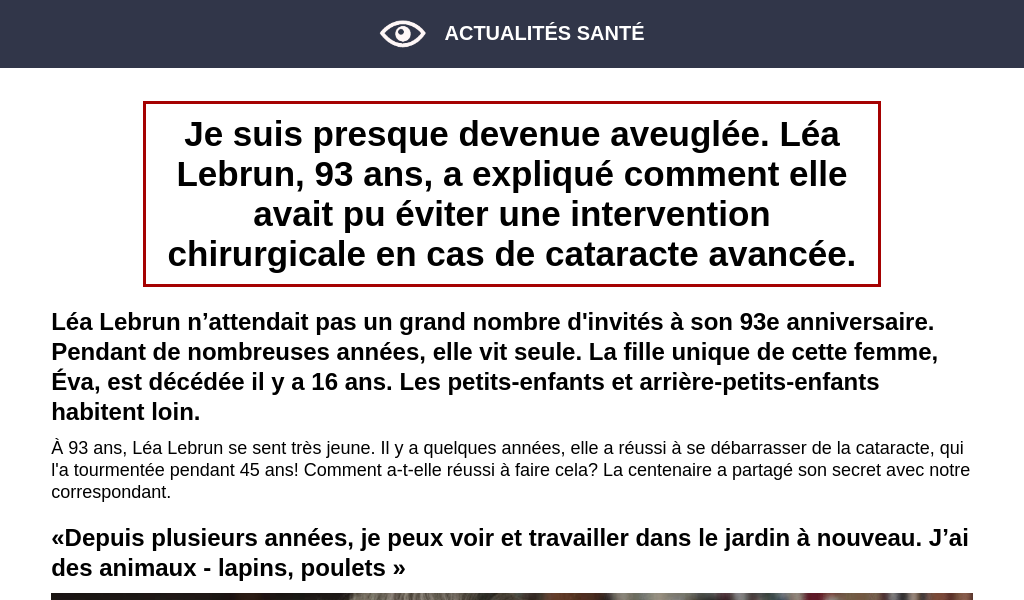 ACTUALITÉS SANTÉ
Je suis presque devenue aveuglée. Léa
Lebrun, 93 ans, a expliqué comment elle
avait pu éviter une intervention
chirurgicale en cas de cataracte avancée.
Léa Lebrun n’attendait pas un grand nombre d'invités à son 93e anniversaire.
Pendant de nombreuses années, elle vit seule. La fille unique de cette femme,
Éva, est décédée il y a 16 ans. Les petits-enfants et arrière-petits-enfants
habitent loin.
À 93 ans, Léa Lebrun se sent très jeune. Il y a quelques années, elle a réussi à se débarrasser de la cataracte, qui
l'a tourmentée pendant 45 ans! Comment a-t-elle réussi à faire cela? La centenaire a partagé son secret avec notre
correspondant.
«Depuis plusieurs années, je peux voir et travailler dans le jardin à nouveau. J’ai
des animaux - lapins, poulets »